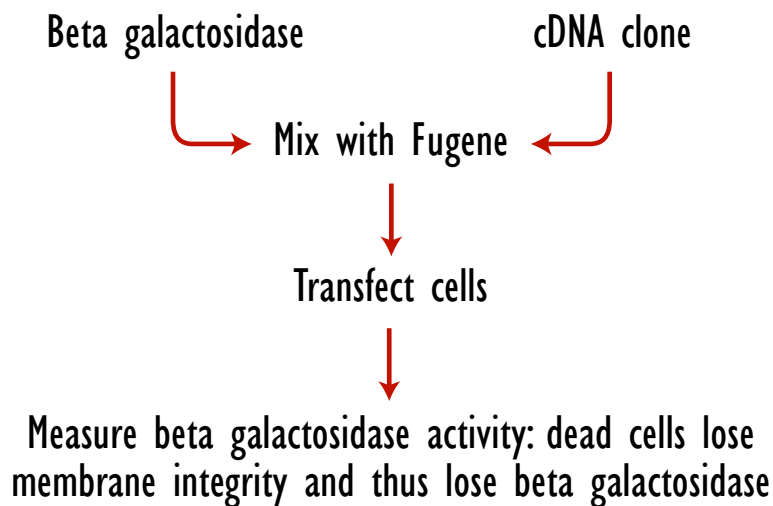 Beta galactosidase
cDNA clone
Mix with Fugene
Transfect cells
Measure beta galactosidase activity: dead cells lose
membrane integrity and thus lose beta galactosidase